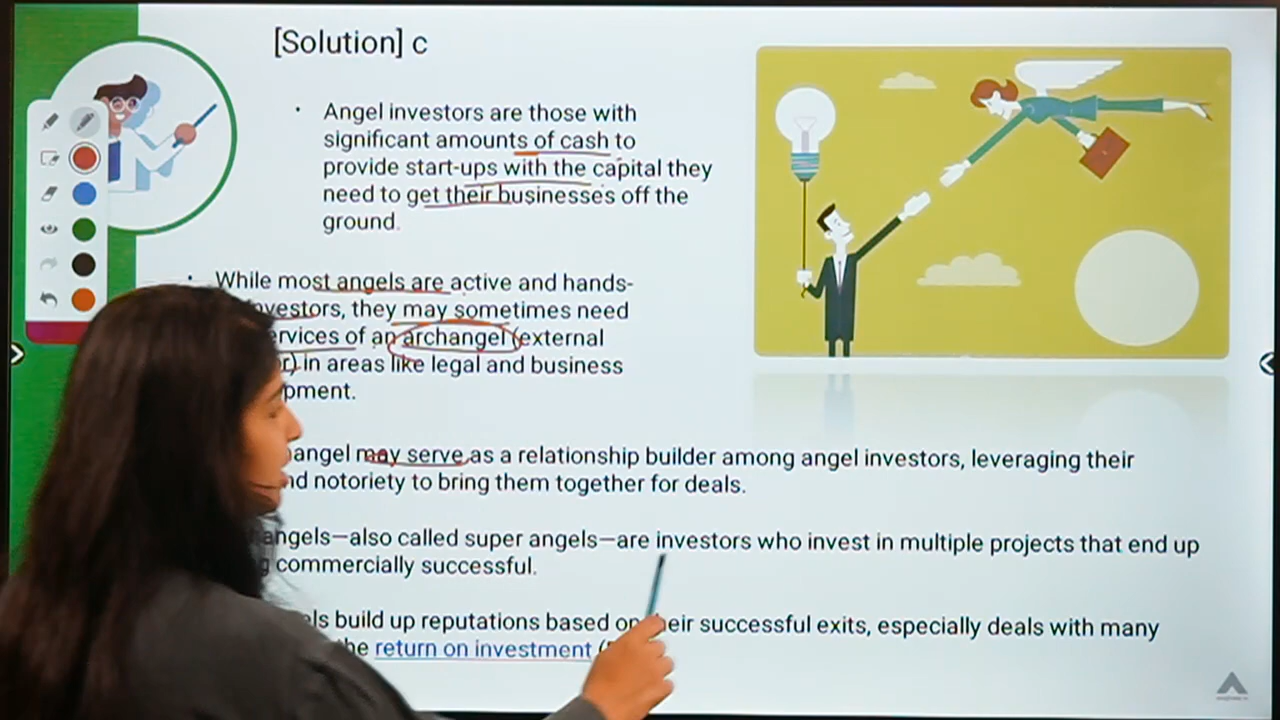 [Solution] c
• Angel investors are those with
significant amounts of cash to
provide start-ups with the capital they
need to get their businesses off the
ground.
• While most angels are active and hands-
vestors, they may sometimes need
rvices of an archangel (external
r) in areas like legal and business
pment.
angel may serve as a relationship builder among angel investors, leveraging their
nd notoriety to bring them together for deals.
angels—also called super angels—are investors who invest in multiple projects that end up
g commercially successful.
ls build up reputations based on their successful exits, especially deals with many
he return on investment (